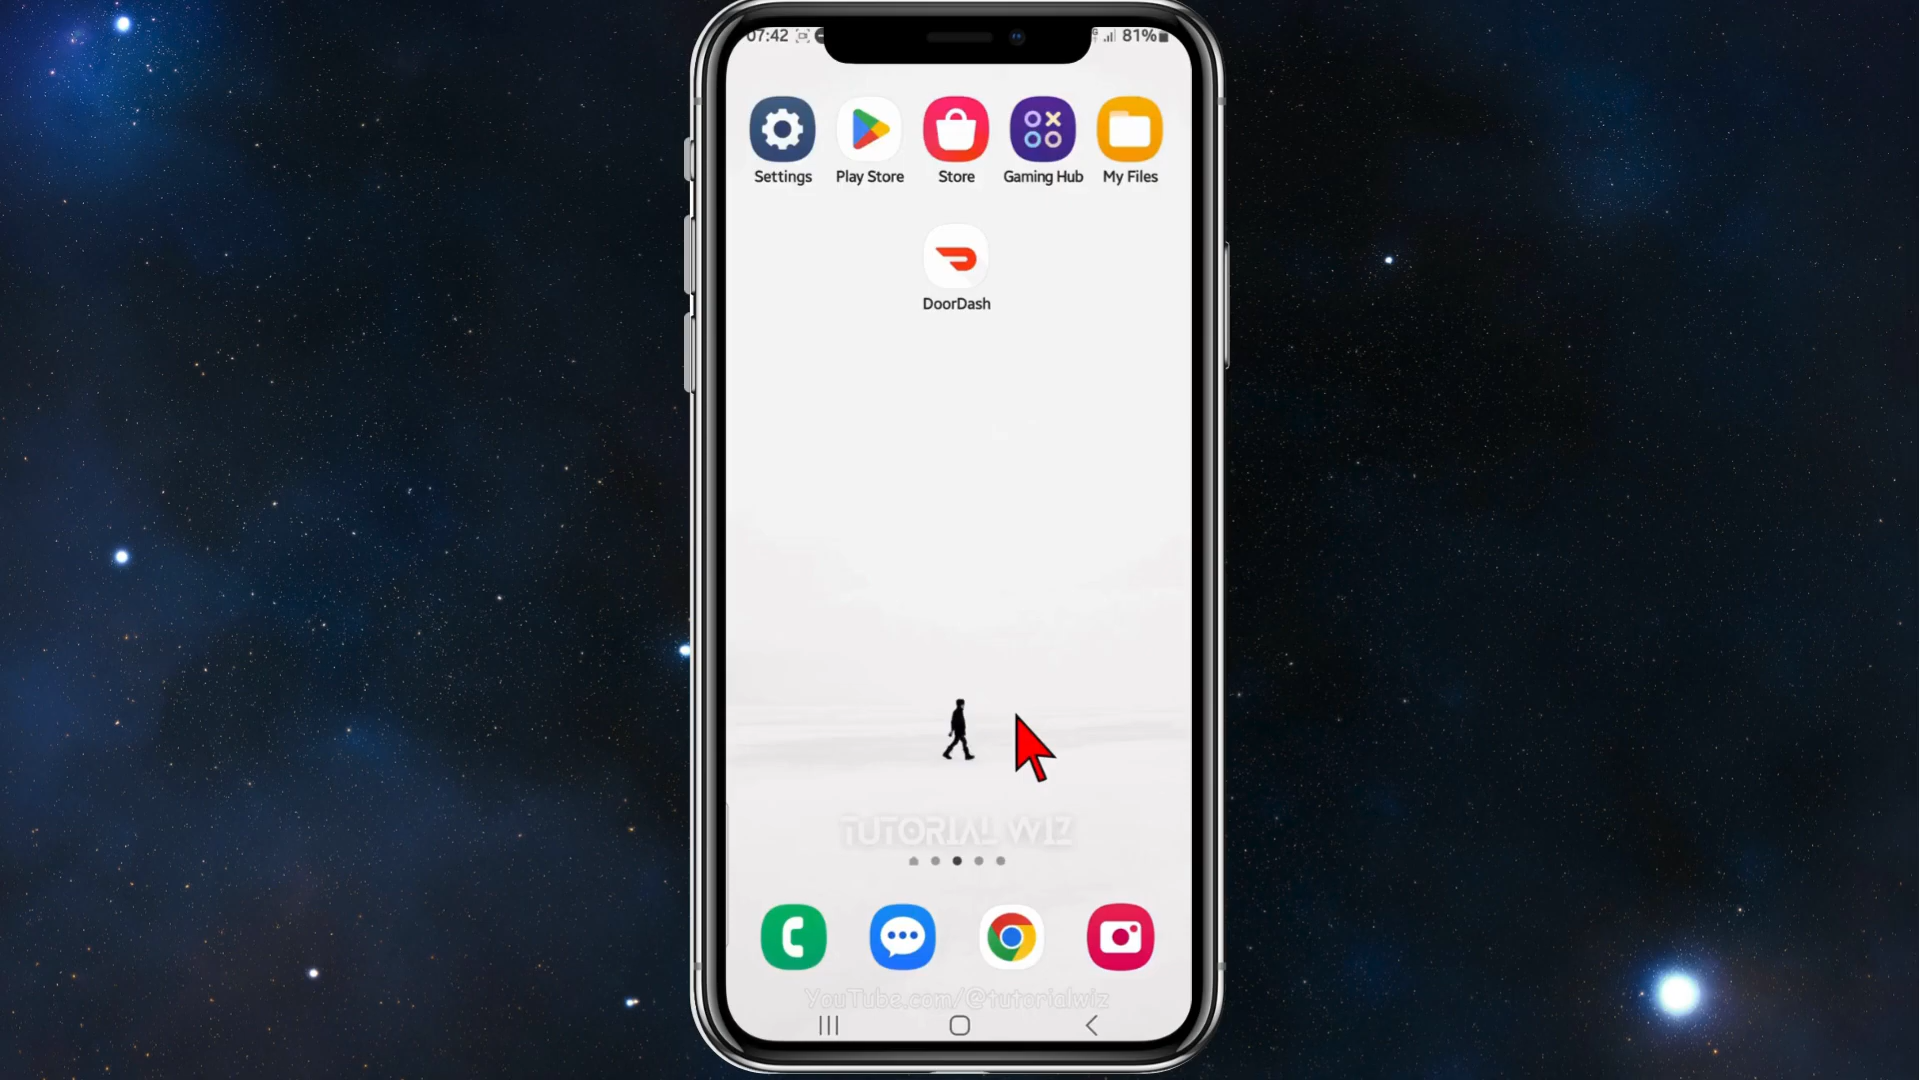 07:42 81%
Settings Play Store Store Gaming Hub My Files
DoorDash
TUTORIAL WIZ
YouTube.com/@tutorialwiz